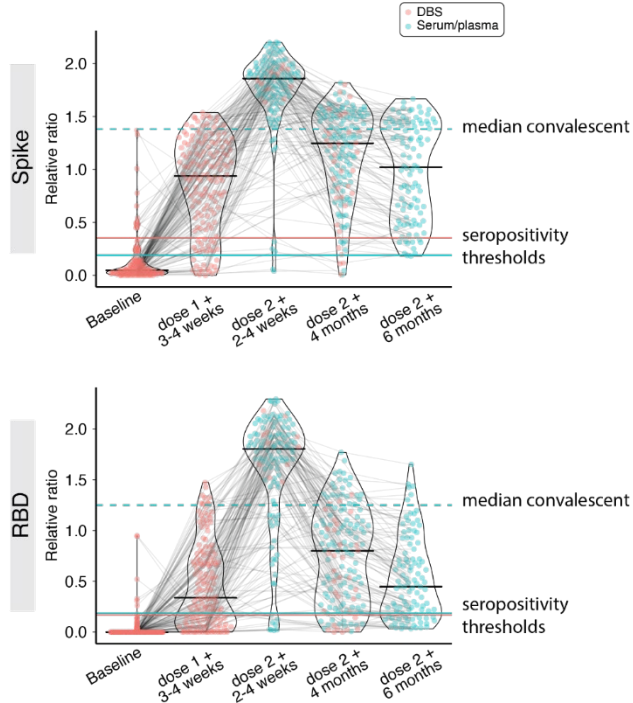 DBS
Serum/plasma
Spike
Relative ratio
2.0
1.5
1.0
0.5
0.0
median convalescent
seropositivity
thresholds
Baseline
dose 1 +
3-4 weeks
dose 2 +
2-4 weeks
dose 2 +
4 months
dose 2 +
6 months
RBD
Relative ratio
2.0
1.5
1.0
0.5
0.0
median convalescent
seropositivity
thresholds
Baseline
dose 1 +
3-4 weeks
dose 2 +
2-4 weeks
dose 2 +
4 months
dose 2 +
6 months